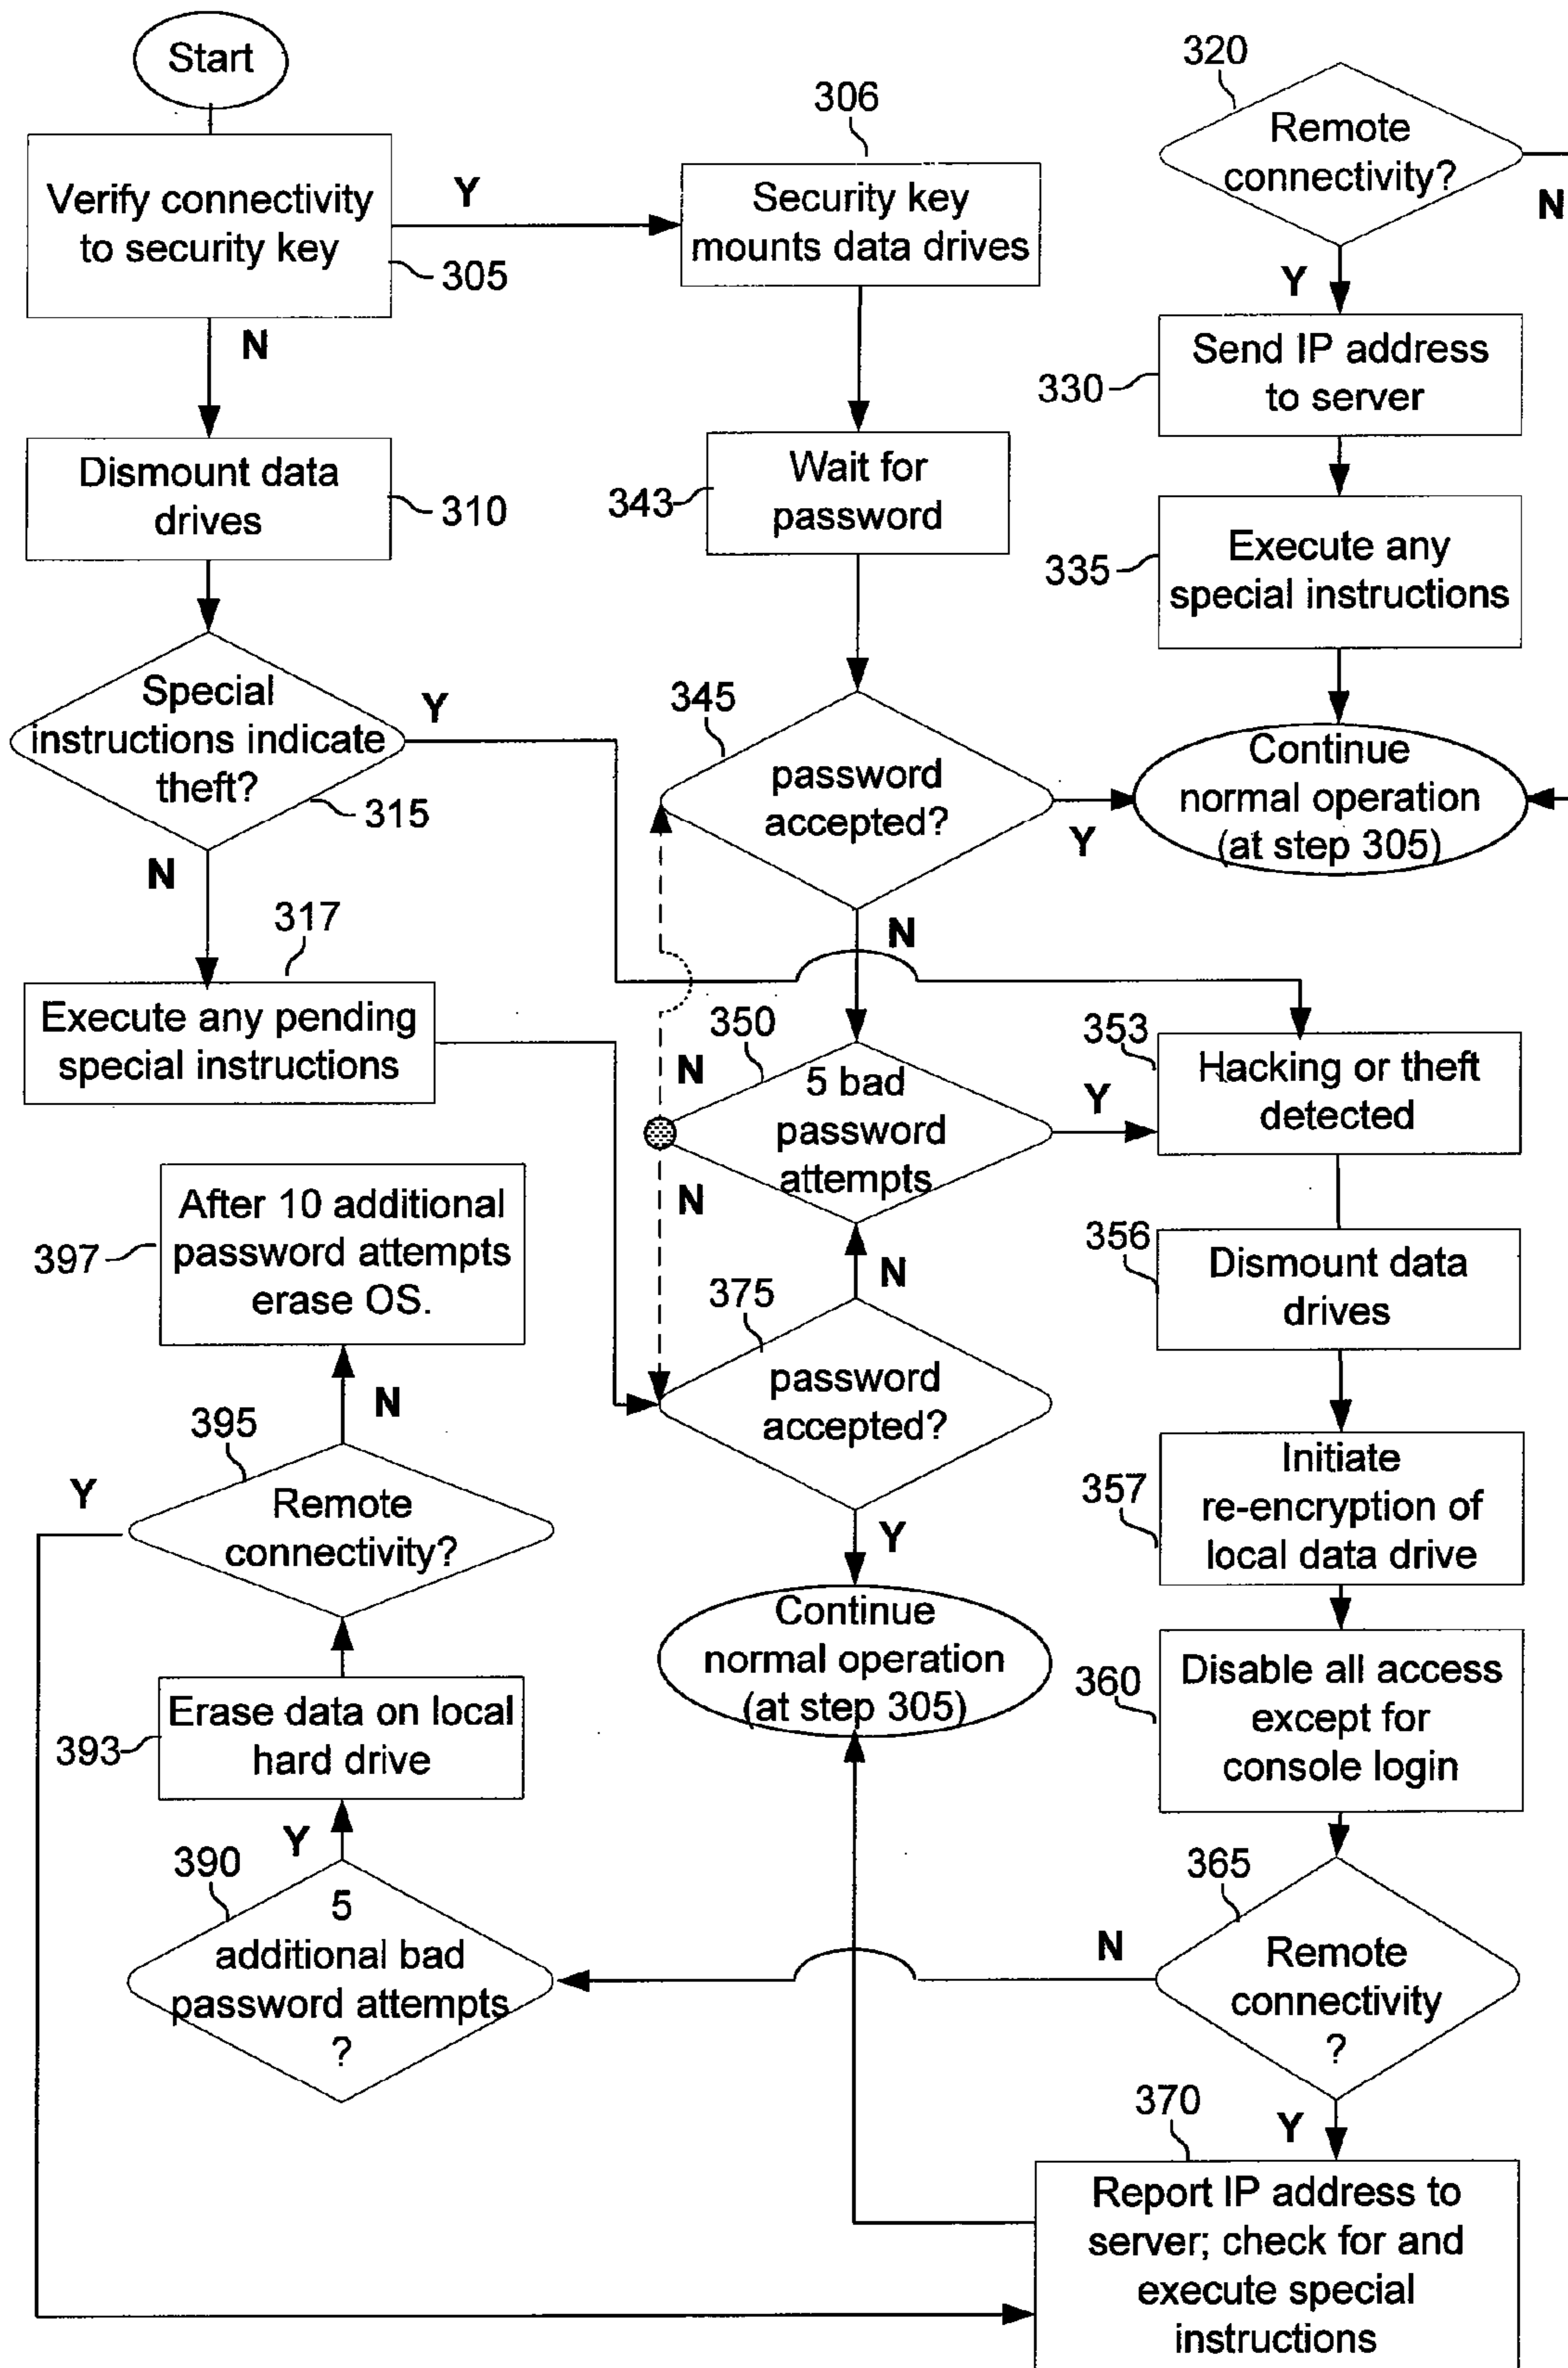 Start
Verify connectivity
to security key
305
Y
N
306
Security key
mounts data drives
320
Remote
connectivity?
N
Y
330
Send IP address
to server
335
Execute any
special instructions
Dismount data
drives
310
343
Wait for
password
Special
instructions indicate
theft?
315
Y
N
345
password
accepted?
Y
N
Continue
normal operation
(at step 305)
317
Execute any pending
special instructions
350
5 bad
password
attempts
N
N
Y
353
Hacking or theft
detected
356
Dismount data
drives
397
After 10 additional
password attempts
erase OS.
375
password
accepted?
N
Y
357
Initiate
re-encryption of
local data drive
395
Remote
connectivity?
N
Y
Continue
normal operation
(at step 305)
360
Disable all access
except for
console login
393
Erase data on local
hard drive
Y
390
5
additional bad
password attempts
?
365
Remote
connectivity
?
N
Y
370
Report IP address to
server; check for and
execute special
instructions